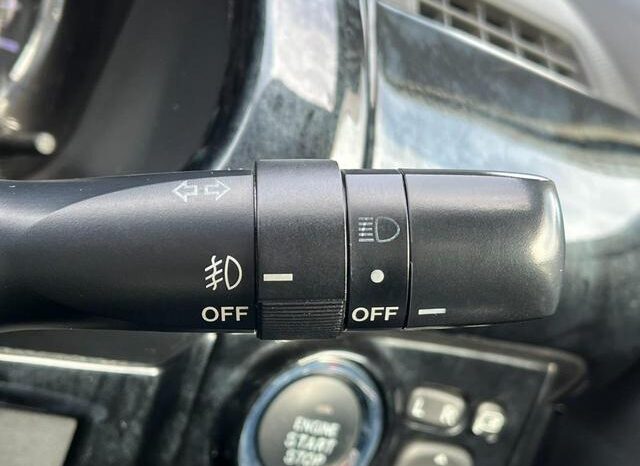 OFF OFF
L R
ENGINE
START
STOP